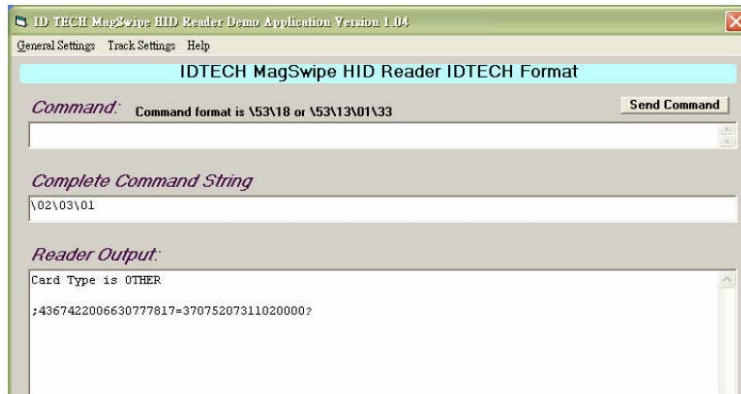 ID TECH MagSwipe HID Reader Demo Application Version 1.04
General Settings Track Settings Help
IDTECH MagSwipe HID Reader IDTECH Format
Command: Command format is \53\18 or \53\13\01\33 Send Command
Complete Command String
\02\03\01
Reader Output:
Card Type is OTHER
;4367422006630777817=37075207311020000?